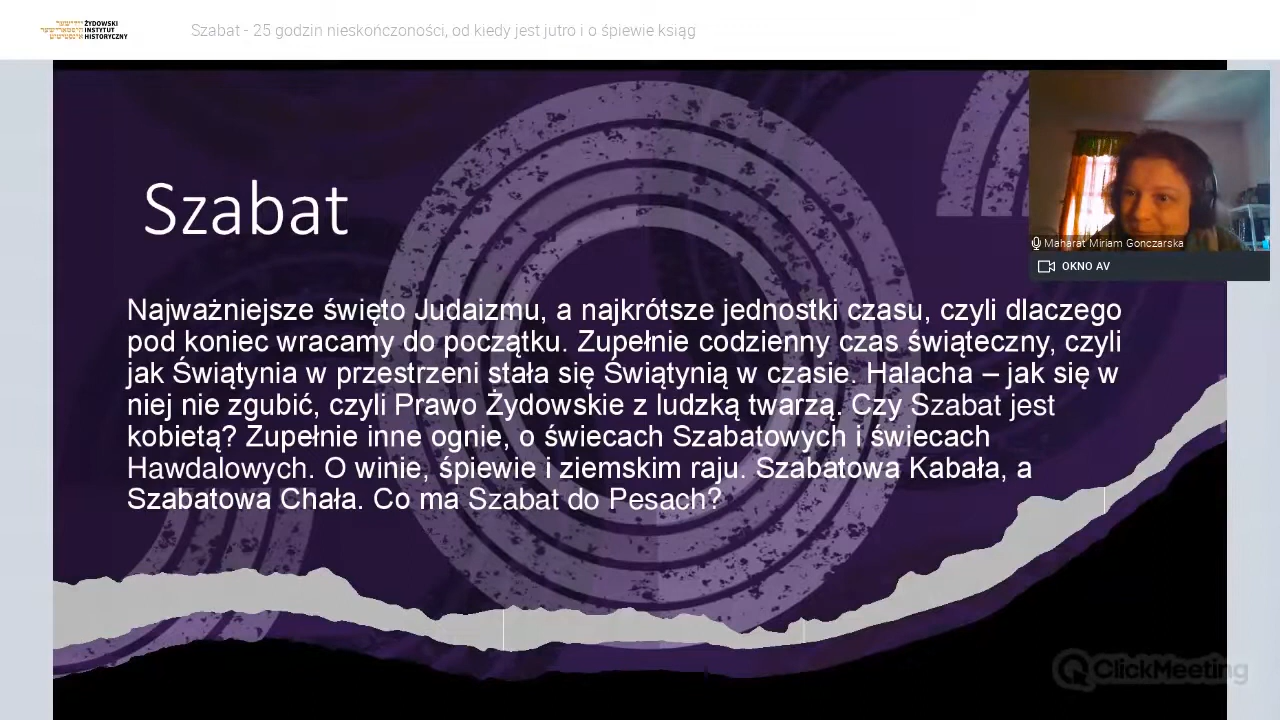 ŻYDOWSKI
INSTYTUT
HISTORYCZNY
Szabat - 25 godzin nieskończoności, od kiedy jest jutro i o śpiewie ksiąg
Szabat
Maharat Miriam Gonczarska
OKNO AV
Najważniejsze święto Judaizmu, a najkrótsze jednostki czasu, czyli dlaczego
pod koniec wracamy do początku. Zupełnie codzienny czas świąteczny, czyli
jak Świątynia w przestrzeni stała się Świątynią w czasie. Halacha – jak się w
niej nie zgubić, czyli Prawo Żydowskie z ludzką twarzą. Czy Szabat jest
kobietą? Zupełnie inne ognie, o świecach Szabatowych i świecach
Hawdalowych. O winie, śpiewie i ziemskim raju. Szabatowa Kabała, a
Szabatowa Chała. Co ma Szabat do Pesach?
ClickMeeting